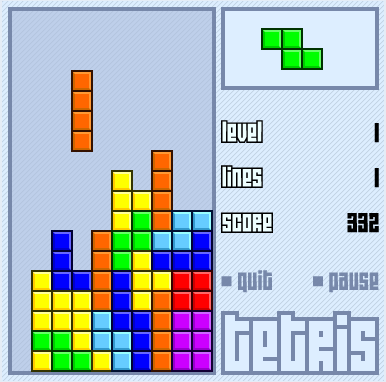 level 1
lines 1
score 332
quit pause
tetris